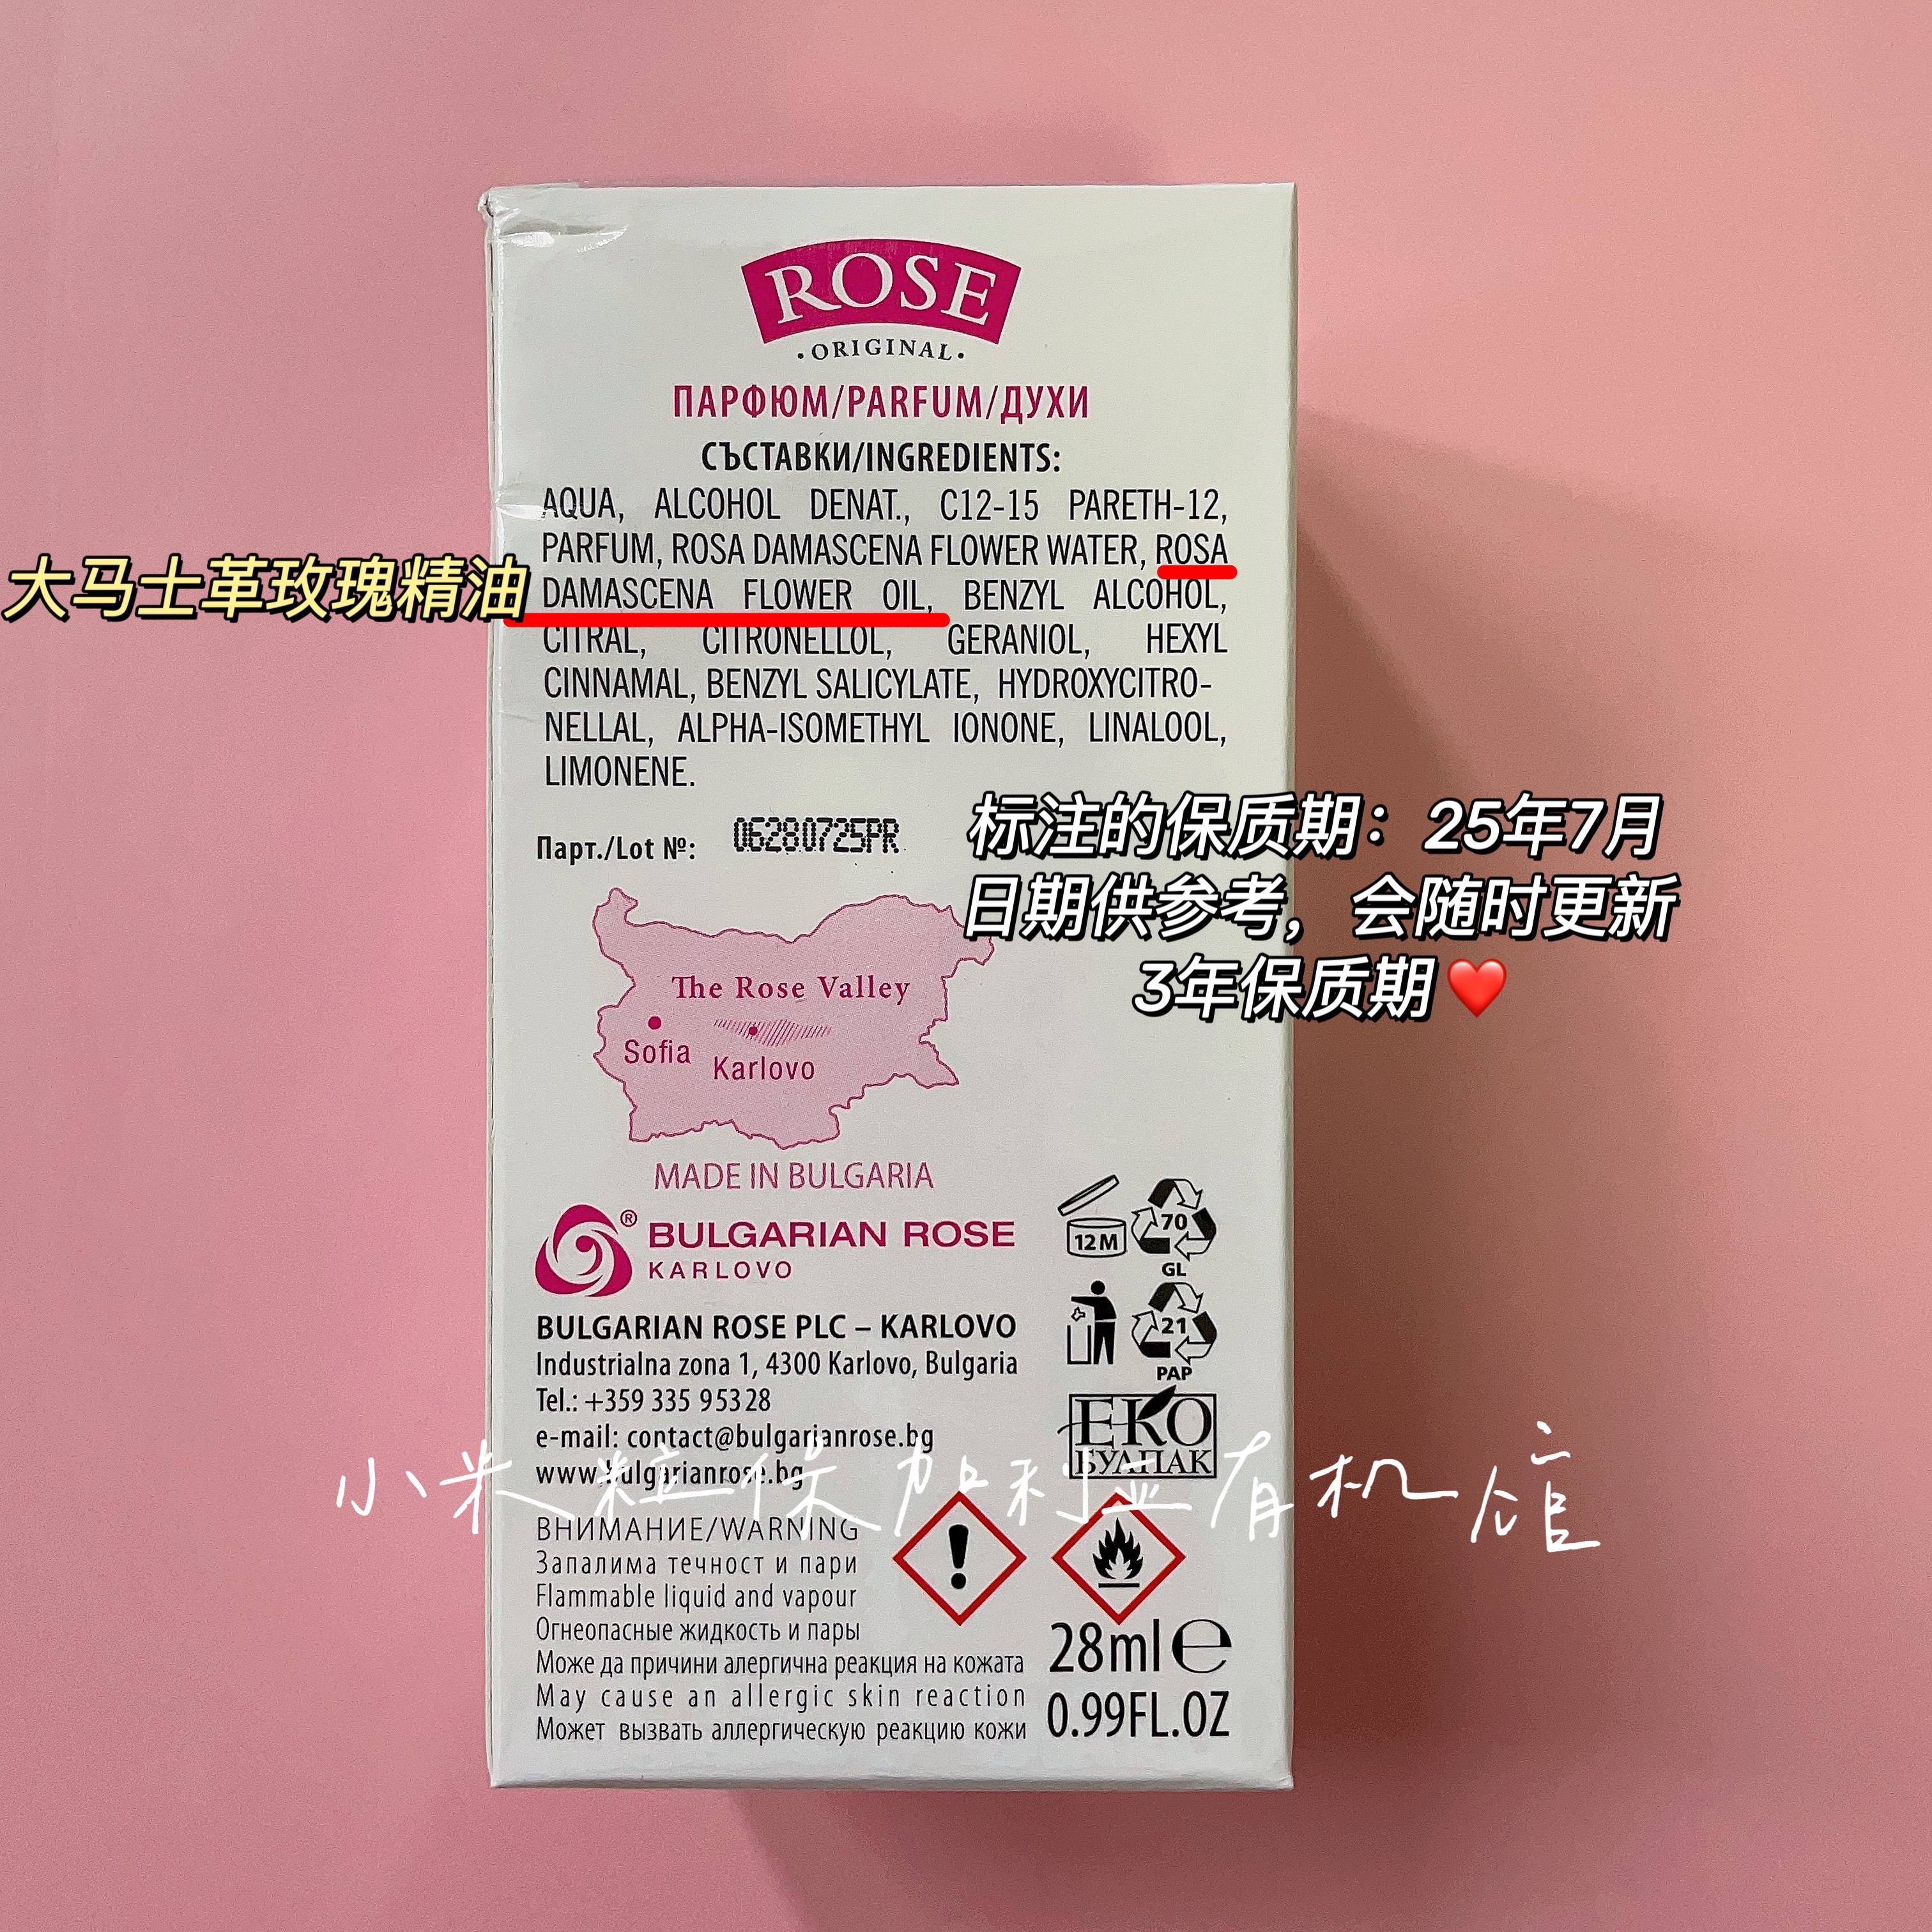 ROSE
·ORIGINAL·
ПАРФЮМ/PARFUM/ДУХИ
СЪСТАВКИ/INGREDIENTS:
AQUA, ALCOHOL DENAT., C12-15 PARETH-12,
PARFUM, ROSA DAMASCENA FLOWER WATER, ROSA
DAMASCENA FLOWER OIL, BENZYL ALCOHOL,
CITRAL, CITRONELLOL, GERANIOL, HEXYL
CINNAMAL, BENZYL SALICYLATE, HYDROXYCITRO-
NELLAL, ALPHA-ISOMETHYL IONONE, LINALOOL,
LIMONENE.
大马士革玫瑰精油
Парт./Lot №: 06280725PR
标注的保质期：25年7月
日期供参考，会随时更新
3年保质期❤️
The Rose Valley
Sofia
Karlovo
MADE IN BULGARIA
® BULGARIAN ROSE
KARLOVO
12M
70
GL
21
PAP
BULGARIAN ROSE PLC – KARLOVO
Industrialna zona 1, 4300 Karlovo, Bulgaria
Tel.: +359 335 95328
e-mail: contact@bulgarianrose.bg
www.bulgarianrose.bg
ЕКО
БУЛПАК
小米粒保加利亚有机馆
ВНИМАНИЕ/WARNING
Запалима течност и пари
Flammable liquid and vapour
Огнеопасные жидкость и пары
Може да причини алергична реакция на кожата
May cause an allergic skin reaction
Может вызвать аллергическую реакцию кожи
28ml e
0.99FL.OZ